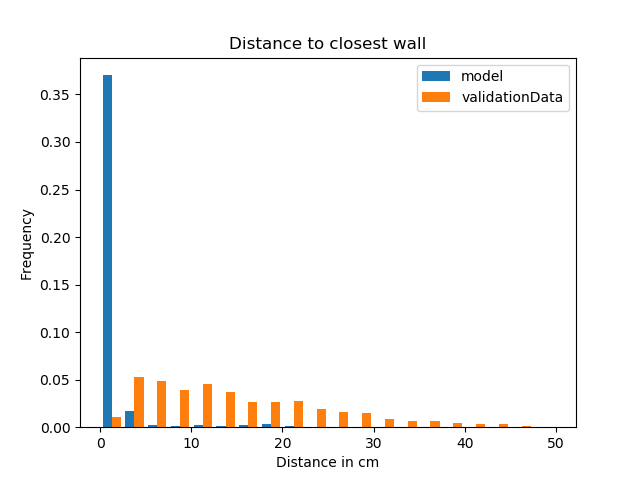 Distance to closest wall
model
validationData
0.35
0.30
0.25
0.20
0.15
0.10
0.05
0.00
Frequency
0 10 20 30 40 50
Distance in cm